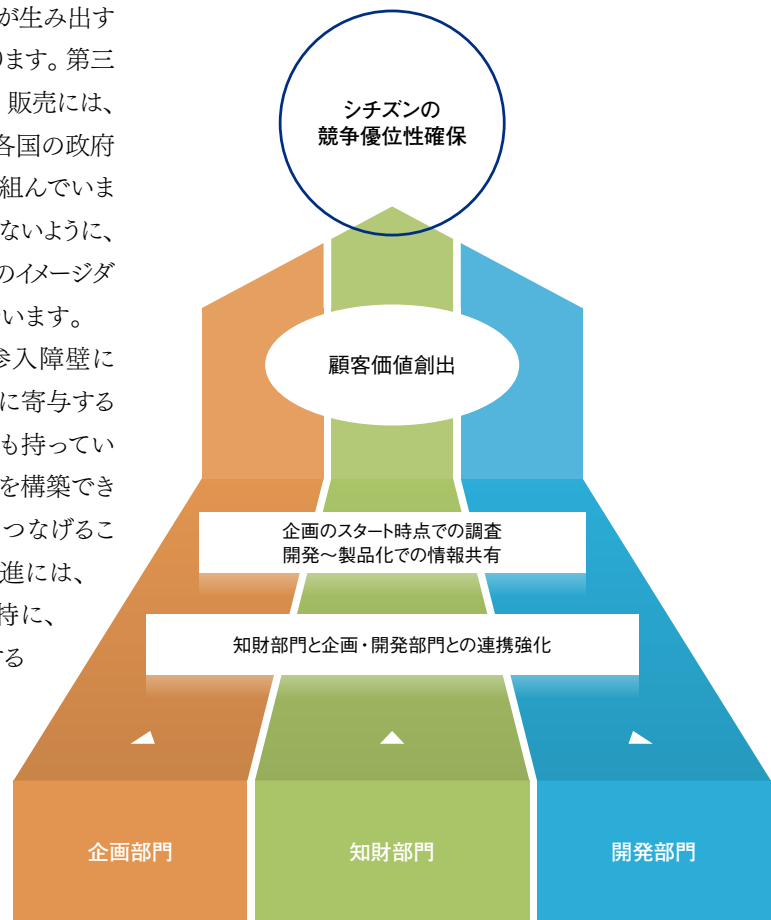 が生み出す
ります。第三
販売には、
各国の政府
組んでいま
ないように、
のイメージダ
います。
参入障壁に
に寄与する
も持ってい
を構築でき
つなげるこ
進には、
特に、
する
シチズンの
競争優位性確保
顧客価値創出
企画のスタート時点での調査
開発～製品化での情報共有
知財部門と企画・開発部門との連携強化
企画部門
知財部門
開発部門